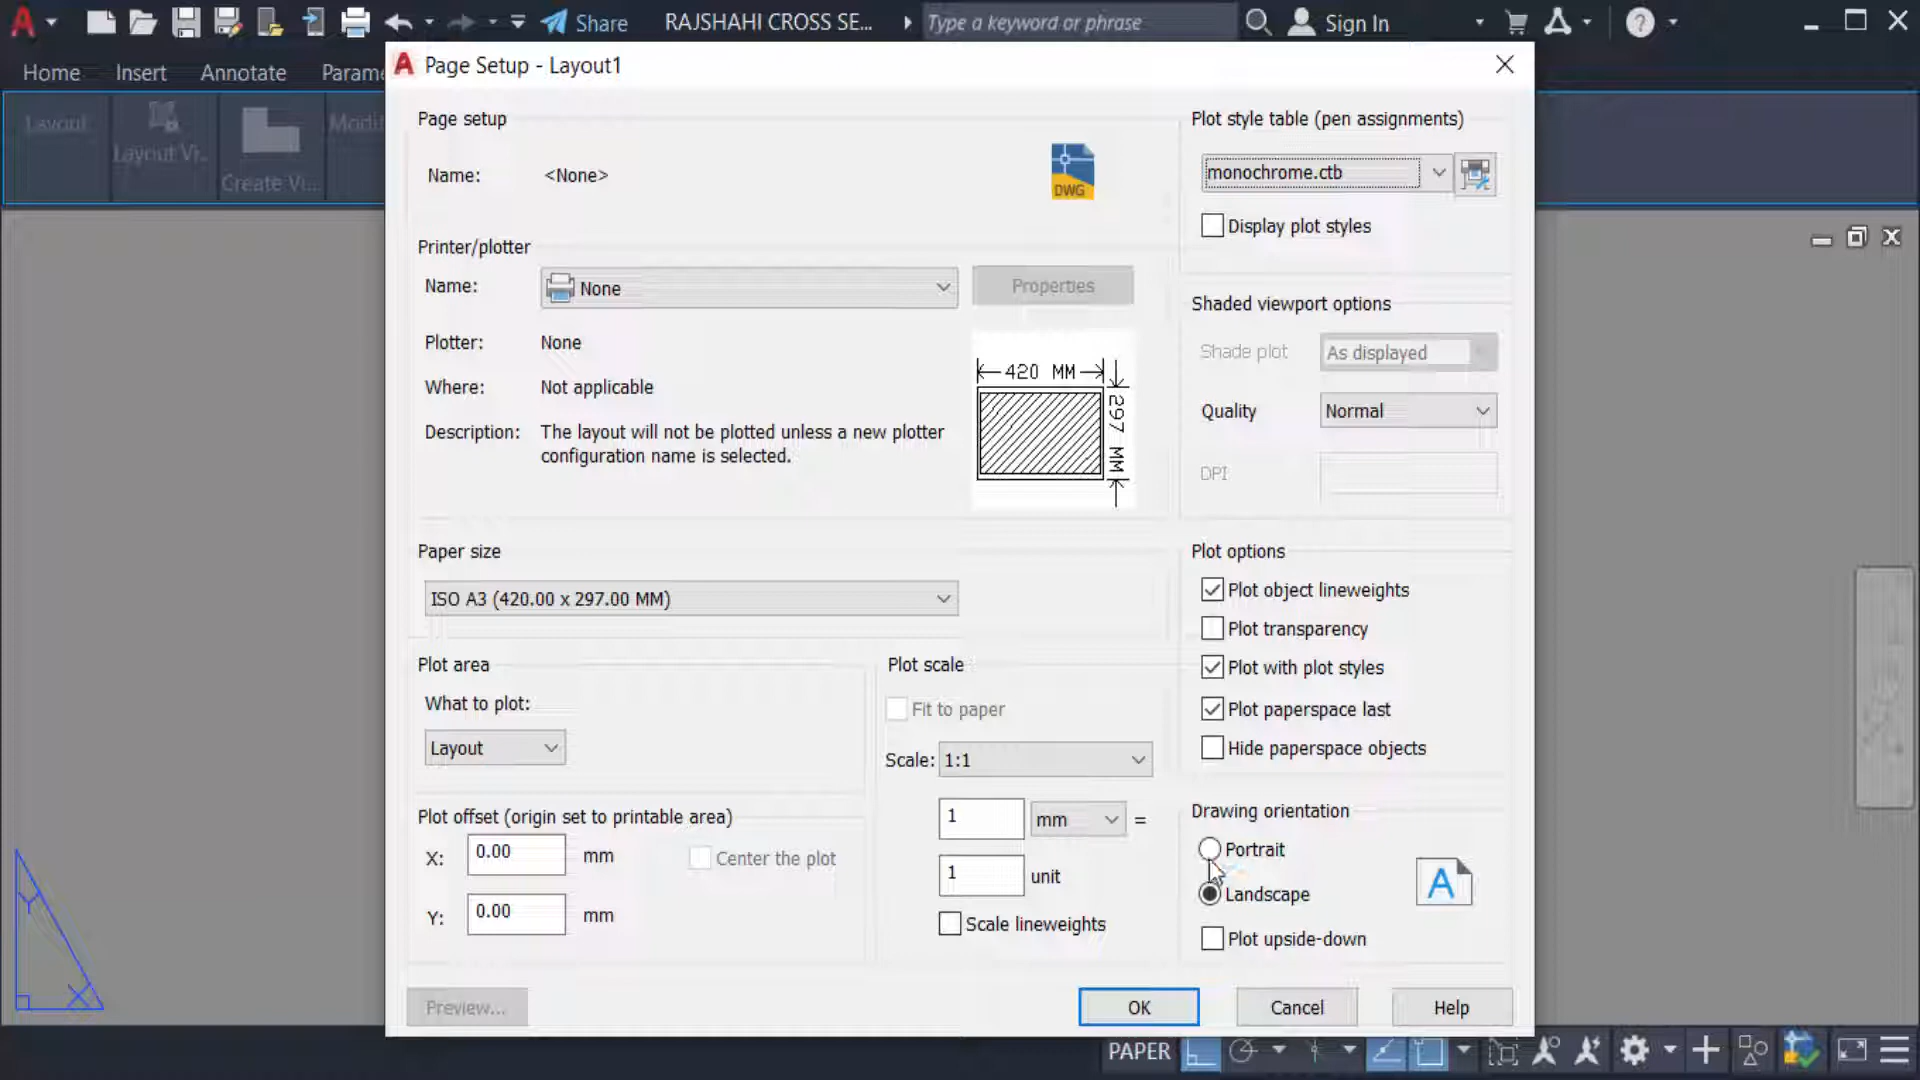 Share
RAJSHAHI CROSS SE...
Type a keyword or phrase
Sign In
Home
Insert
Annotate
Parame
Layout
Layout Vi...
Create Vi...
Modif
Page Setup - Layout1
Page setup
Name: <None>
DWG
Printer/plotter
Name: None
Properties
Plotter: None
Where: Not applicable
Description: The layout will not be plotted unless a new plotter
configuration name is selected.
420 MM
297 MM
Paper size
ISO A3 (420.00 x 297.00 MM)
Plot area
What to plot:
Layout
Plot offset (origin set to printable area)
X: 0.00 mm
Center the plot
Y: 0.00 mm
Plot scale
Fit to paper
Scale: 1:1
1 mm =
1 unit
Scale lineweights
Plot style table (pen assignments)
monochrome.ctb
Display plot styles
Shaded viewport options
Shade plot As displayed
Quality Normal
DPI
Plot options
Plot object lineweights
Plot transparency
Plot with plot styles
Plot paperspace last
Hide paperspace objects
Drawing orientation
Portrait
Landscape
A
Plot upside-down
Preview...
OK
Cancel
Help
Y
X
PAPER